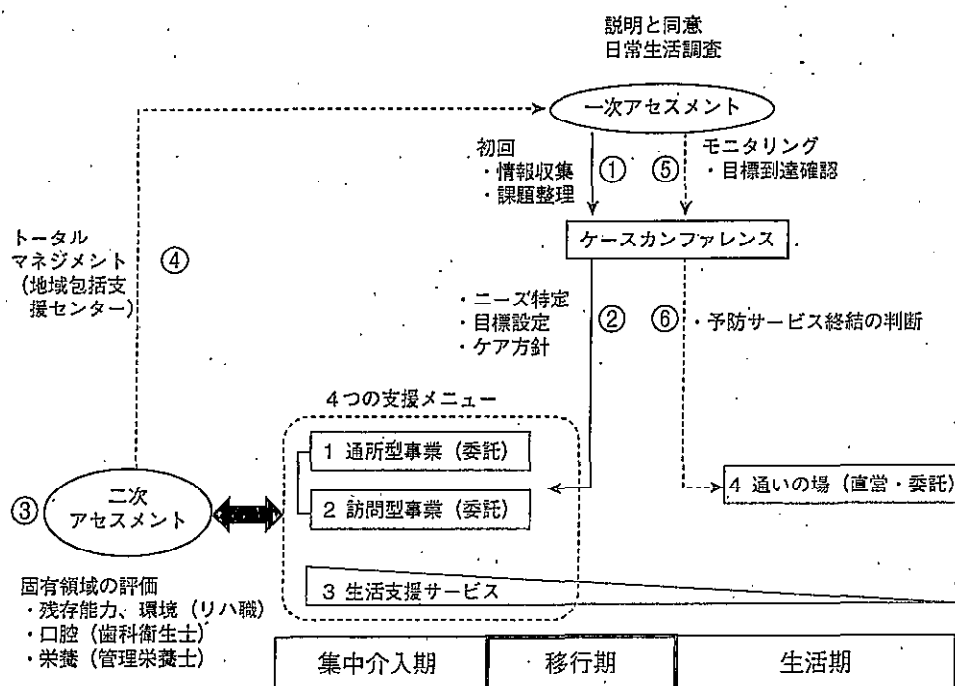 説明と同意
日常生活調査
一次アセスメント
初回
・情報収集
・課題整理
①
⑤
モニタリング
・目標到達確認
ケースカンファレンス
トータル
マネジメント
(地域包括支
援センター)
④
・ニーズ特定
・目標設定
・ケア方針
②
⑥
・予防サービス終結の判断
4つの支援メニュー
1 通所型事業(委託)
2 訪問型事業(委託)
3 生活支援サービス
4 通いの場(直営・委託)
③
二次
アセスメント
固有領域の評価
・残存能力、環境(リハ職)
・口腔(歯科衛生士)
・栄養(管理栄養士)
集中介入期
移行期
生活期